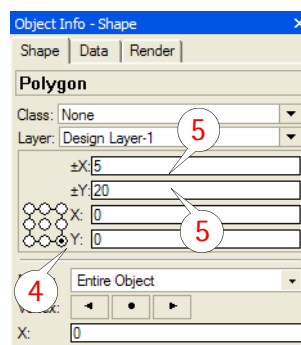 Object Info - Shape
Shape Data Render
Polygon
Class: None
Layer: Design Layer-1
5
±X: 5
±Y: 20
X: 0
Y: 0
5
4
Entire Object
X: 0